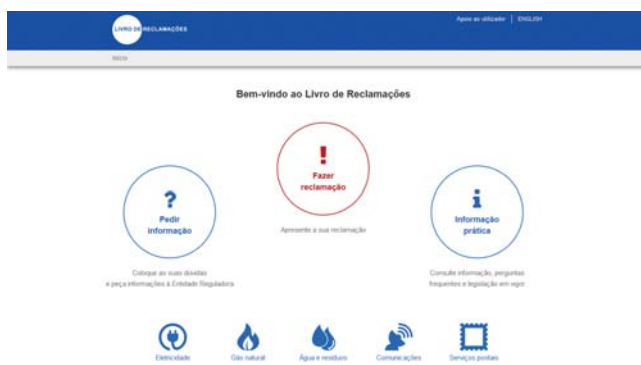 LIVRO DE RECLAMAÇÕES
Apoio ao utilizador | ENGLISH
Início
Bem-vindo ao Livro de Reclamações
!
Fazer
reclamação
Apresente a sua reclamação
?
Pedir
informação
Coloque as suas dúvidas
e peça informações à Entidade Reguladora
i
Informação
prática
Consulte informação, perguntas
frequentes e legislação em vigor
Eletricidade
Gás natural
Água e resíduos
Comunicações
Serviços postais